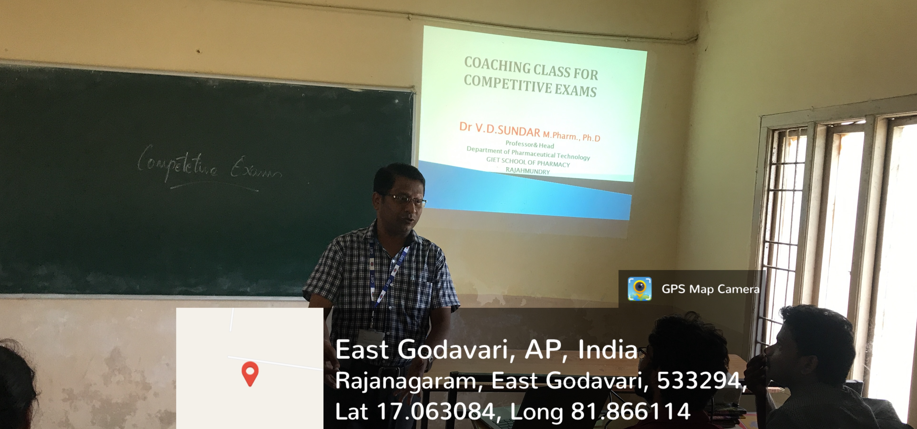 COACHING CLASS FOR
COMPETITIVE EXAMS
Dr V.D.SUNDAR M.Pharm., Ph.D
Professor&Head
Department of Pharmaceutical Technology
GIET SCHOOL OF PHARMACY
RAJAHMUNDRY
Competetive Exams
GPS Map Camera
East Godavari, AP, India
Rajanagaram, East Godavari, 533294,
Lat 17.063084, Long 81.866114